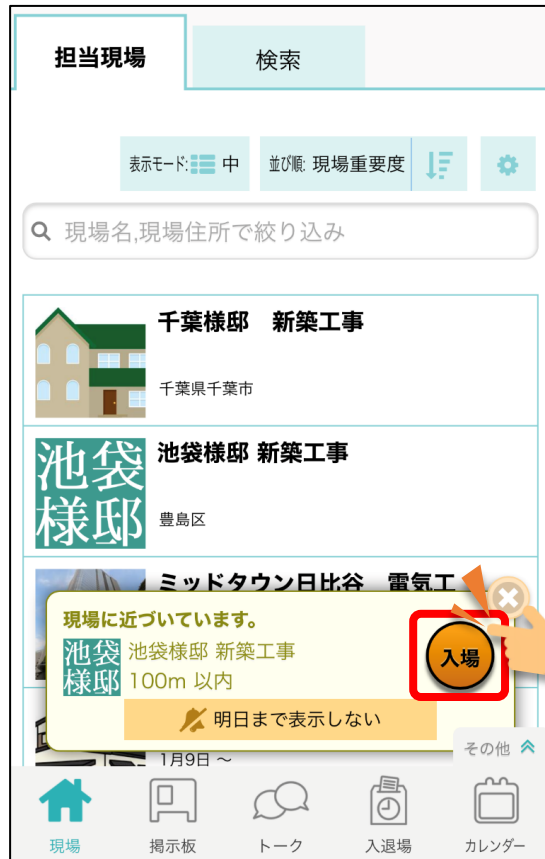 担当現場
検索
表示モード: 中
並び順: 現場重要度
現場名,現場住所で絞り込み
千葉様邸　新築工事
千葉県千葉市
池袋
様邸
池袋様邸 新築工事
豊島区
ミッドタウン日比谷　電気工
現場に近づいています。
池袋
様邸
池袋様邸 新築工事
100m 以内
入場
明日まで表示しない
1月9日 ～
その他
現場
掲示板
トーク
入退場
カレンダー